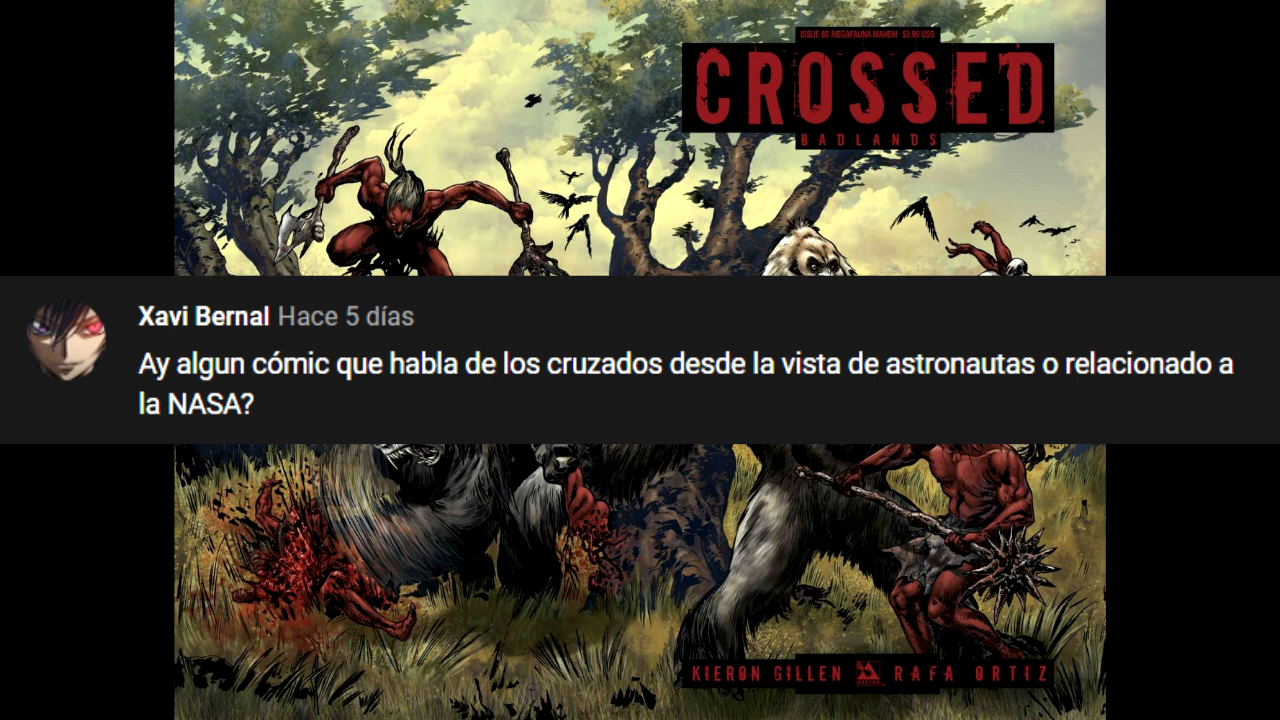 ISSUE 80 MEGAFAUNA MAHEM $3.99 USD
CROSSED
BADLANDS
Xavi Bernal Hace 5 días
Ay algun cómic que habla de los cruzados desde la vista de astronautas o relacionado a
la NASA?
KIERON GILLEN RAFA ORTIZ